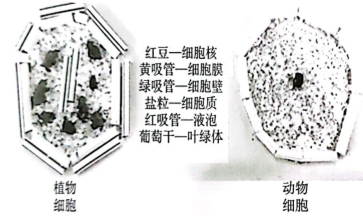 红豆—细胞核
黄吸管—细胞膜
绿吸管—细胞壁
盐粒—细胞质
红吸管—液泡
葡萄干—叶绿体
植物
细胞
动物
细胞